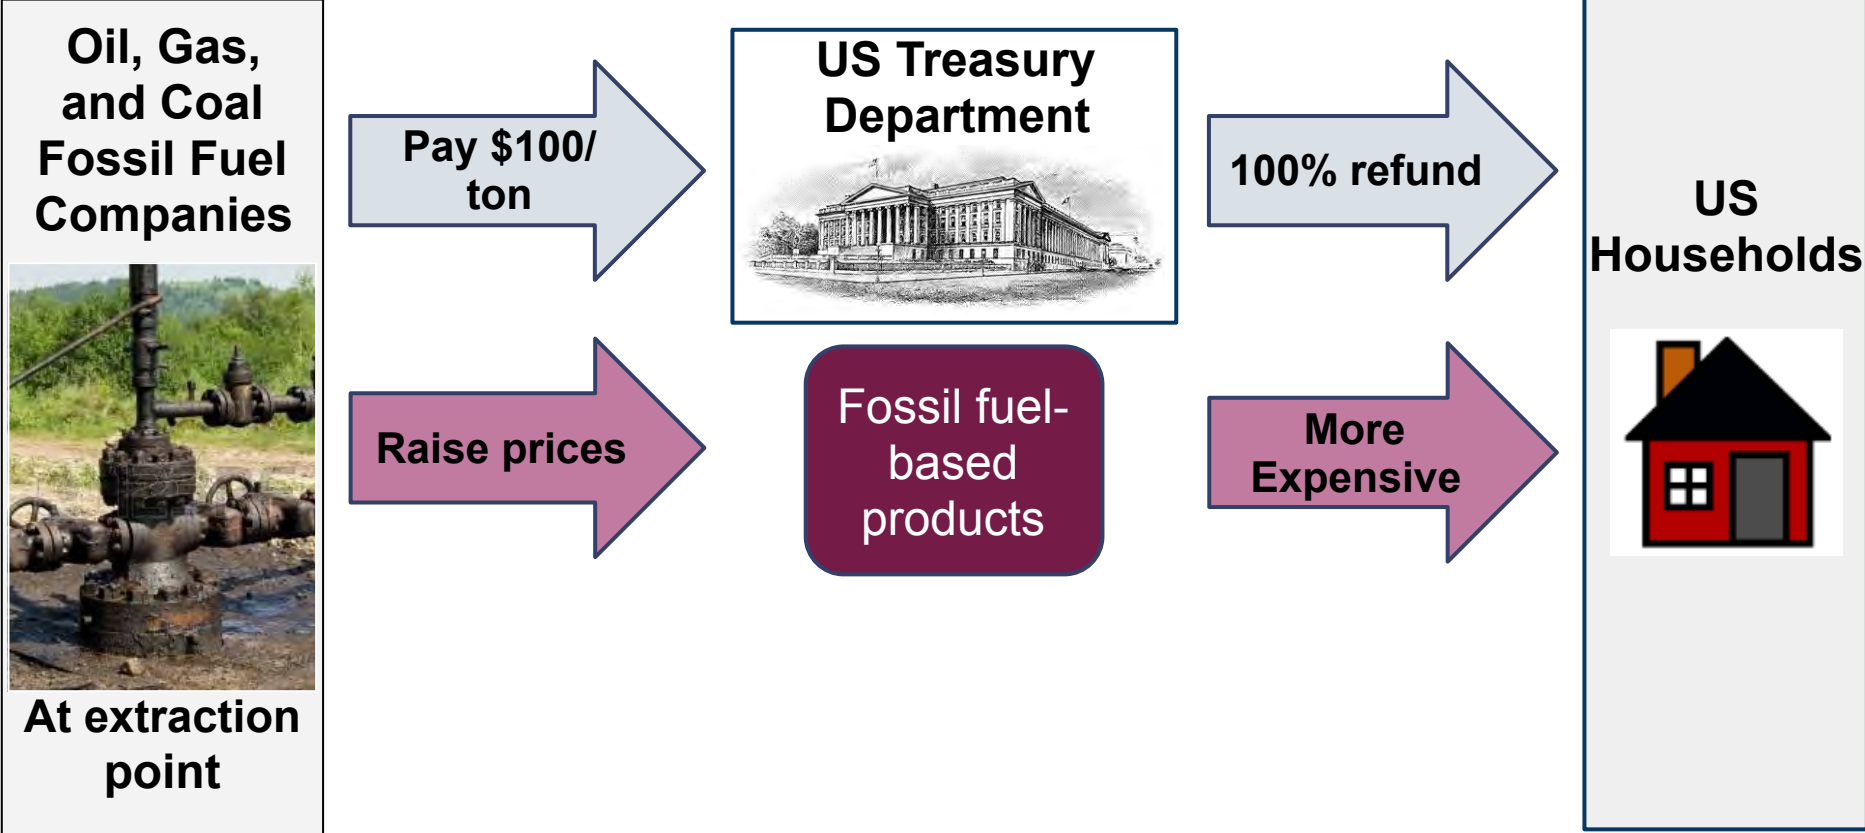 Oil, Gas,
and Coal
Fossil Fuel
Companies
At extraction
point
Pay $100/
ton
US Treasury
Department
100% refund
Raise prices
Fossil fuel-
based
products
More
Expensive
US
Households